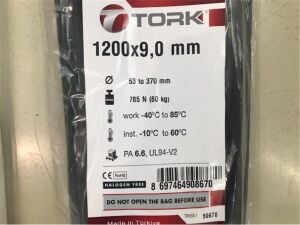 TORK
1200x9,0 mm
Ø 53 to 370 mm
785 N (80 kg)
work -40°C to 85°C
inst. -10°C to 60°C
PA 6.6, UL94-V2
CE RoHS
HALOGEN FREE
8 697464 908670
DO NOT OPEN THE BAG BEFORE USE
90670
Made in Türkiye